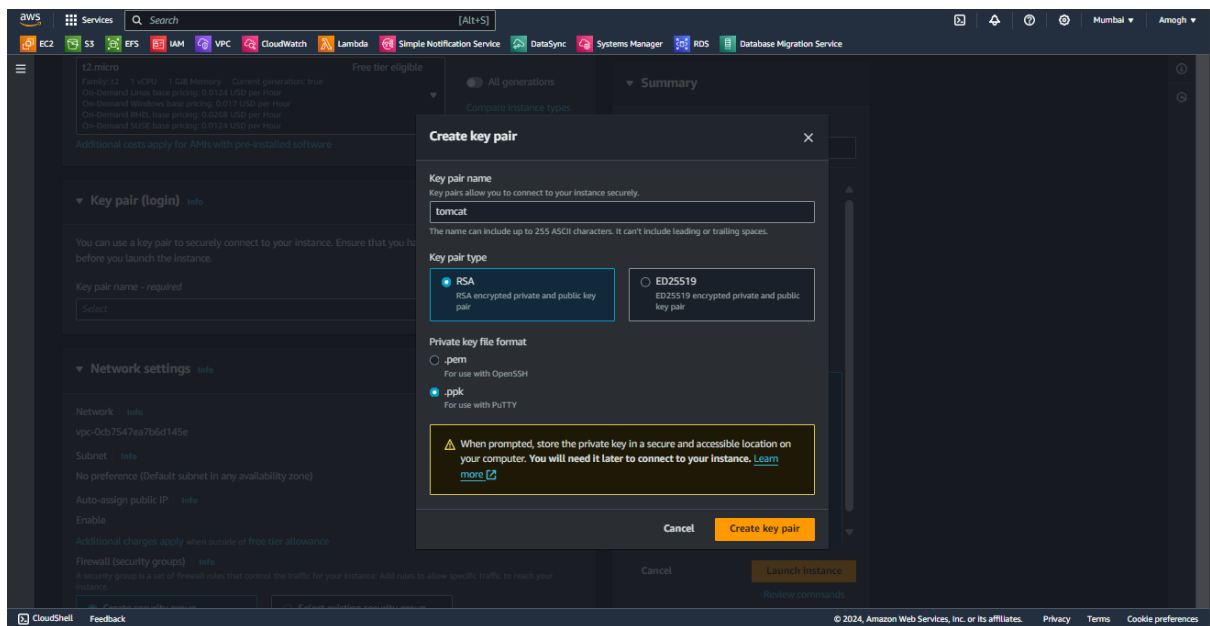 aws Services Search [Alt+S] Mumbai Amogh
EC2 S3 EFS IAM VPC CloudWatch Lambda Simple Notification Service DataSync Systems Manager RDS Database Migration Service
t2.micro Free tier eligible
Family: t2 1 vCPU 1 GiB Memory Current generation: true
On-Demand Linux base pricing: 0.0124 USD per Hour
On-Demand Windows base pricing: 0.017 USD per Hour
On-Demand RHEL base pricing: 0.0268 USD per Hour
On-Demand SUSE base pricing: 0.0124 USD per Hour
All generations
Compare instance types
Additional costs apply for AMIs with pre-installed software
Summary
Key pair (login) Info
You can use a key pair to securely connect to your instance. Ensure that you ha
before you launch the instance.
Key pair name - required
Select
Network settings Info
Network Info
vpc-0cb7547ea7b6d145e
Subnet Info
No preference (Default subnet in any availability zone)
Auto-assign public IP Info
Enable
Additional charges apply when outside of free tier allowance
Firewall (security groups) Info
A security group is a set of firewall rules that control the traffic for your instance. Add rules to allow specific traffic to reach your
instance.
Create security group Select existing security group
Create key pair
Key pair name
Key pairs allow you to connect to your instance securely.
tomcat
The name can include up to 255 ASCII characters. It can't include leading or trailing spaces.
Key pair type
RSA
RSA encrypted private and public key
pair
ED25519
ED25519 encrypted private and public
key pair
Private key file format
.pem
For use with OpenSSH
.ppk
For use with PuTTY
When prompted, store the private key in a secure and accessible location on
your computer. You will need it later to connect to your instance. Learn
more
Cancel Create key pair
Cancel Launch instance
Review commands
CloudShell Feedback © 2024, Amazon Web Services, Inc. or its affiliates. Privacy Terms Cookie preferences